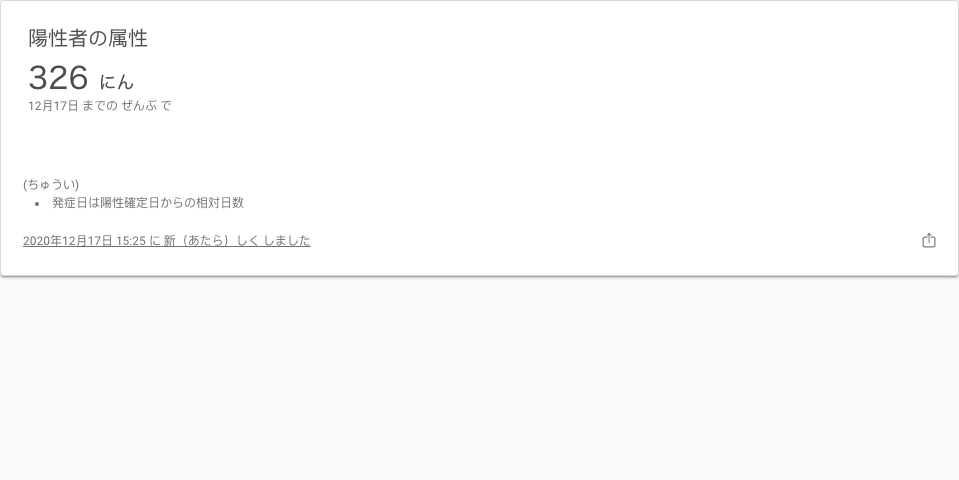 陽性者の属性
326 にん
12月17日 までの ぜんぶ で
(ちゅうい)
• 発症日は陽性確定日からの相対日数
2020年12月17日 15:25 に 新（あたら）しく しました